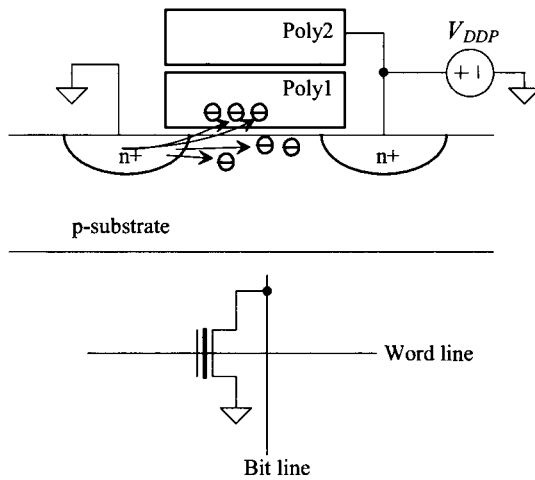 Poly2
V_DDP
Poly1
+ -
n+
n+
p-substrate
Word line
Bit line